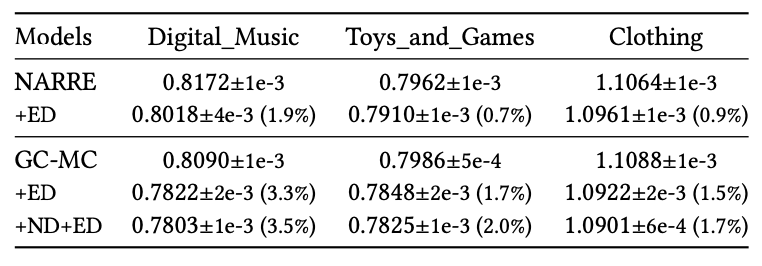 Models Digital_Music Toys_and_Games Clothing
NARRE 0.8172±1e-3 0.7962±1e-3 1.1064±1e-3
+ED 0.8018±4e-3 (1.9%) 0.7910±1e-3 (0.7%) 1.0961±1e-3 (0.9%)
GC-MC 0.8090±1e-3 0.7986±5e-4 1.1088±1e-3
+ED 0.7822±2e-3 (3.3%) 0.7848±2e-3 (1.7%) 1.0922±2e-3 (1.5%)
+ND+ED 0.7803±1e-3 (3.5%) 0.7825±1e-3 (2.0%) 1.0901±6e-4 (1.7%)